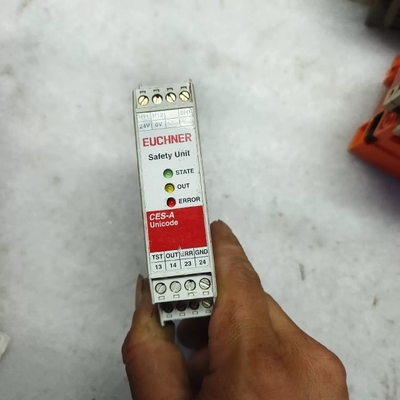 24V 0V
EUCHNER
Safety Unit
STATE
OUT
ERROR
CES-A
Unicode
TST OUT ERR GND
13 14 23 24